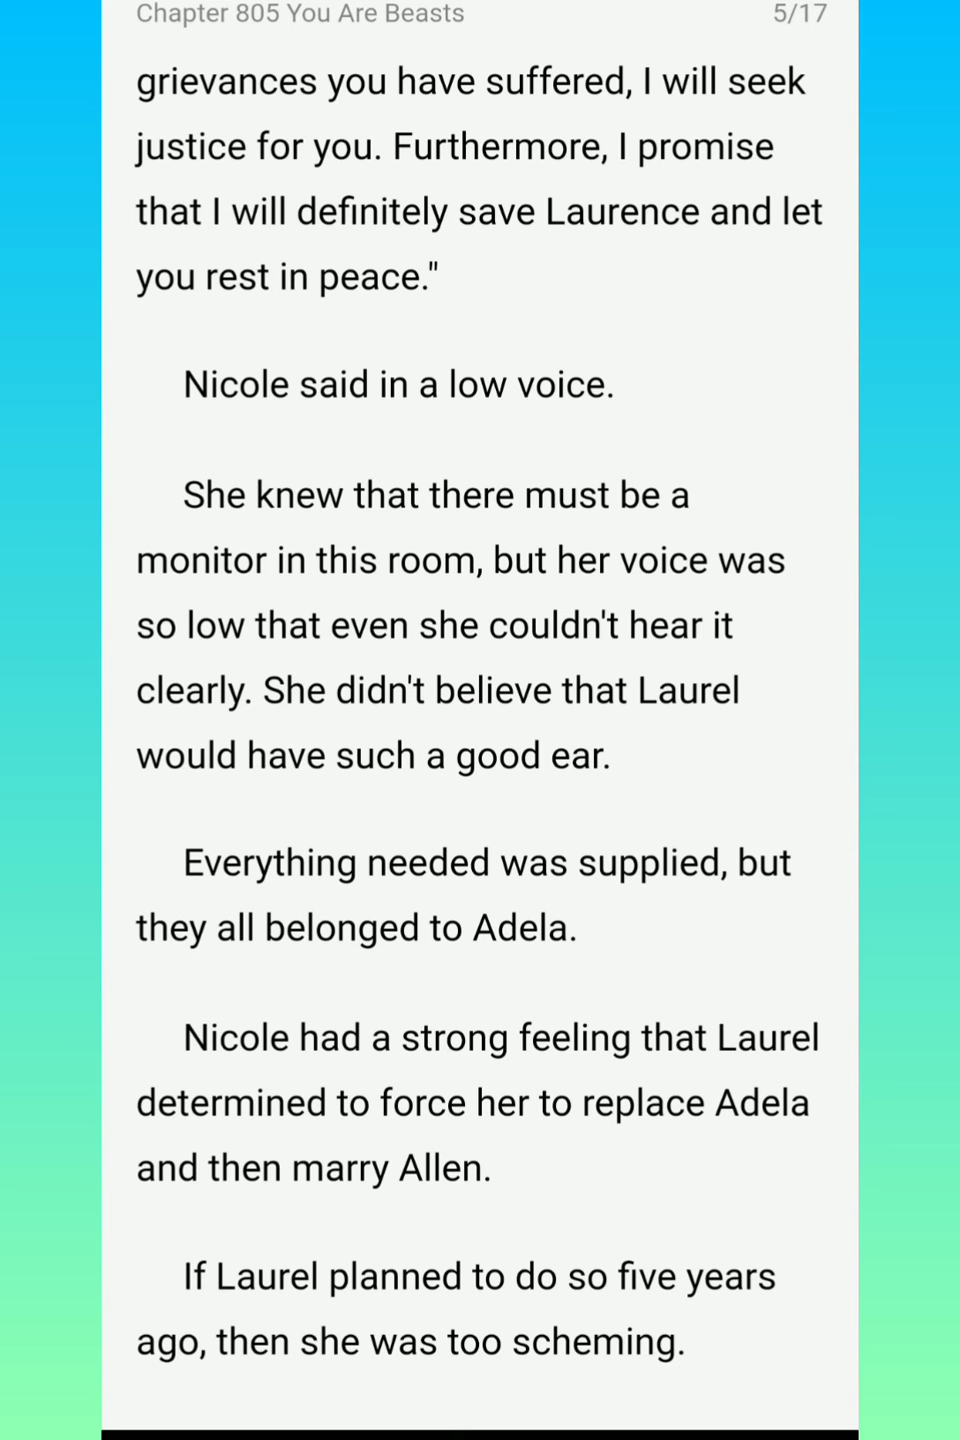 Chapter 805 You Are Beasts 5/17
grievances you have suffered, I will seek
justice for you. Furthermore, I promise
that I will definitely save Laurence and let
you rest in peace."
Nicole said in a low voice.
She knew that there must be a
monitor in this room, but her voice was
so low that even she couldn't hear it
clearly. She didn't believe that Laurel
would have such a good ear.
Everything needed was supplied, but
they all belonged to Adela.
Nicole had a strong feeling that Laurel
determined to force her to replace Adela
and then marry Allen.
If Laurel planned to do so five years
ago, then she was too scheming.